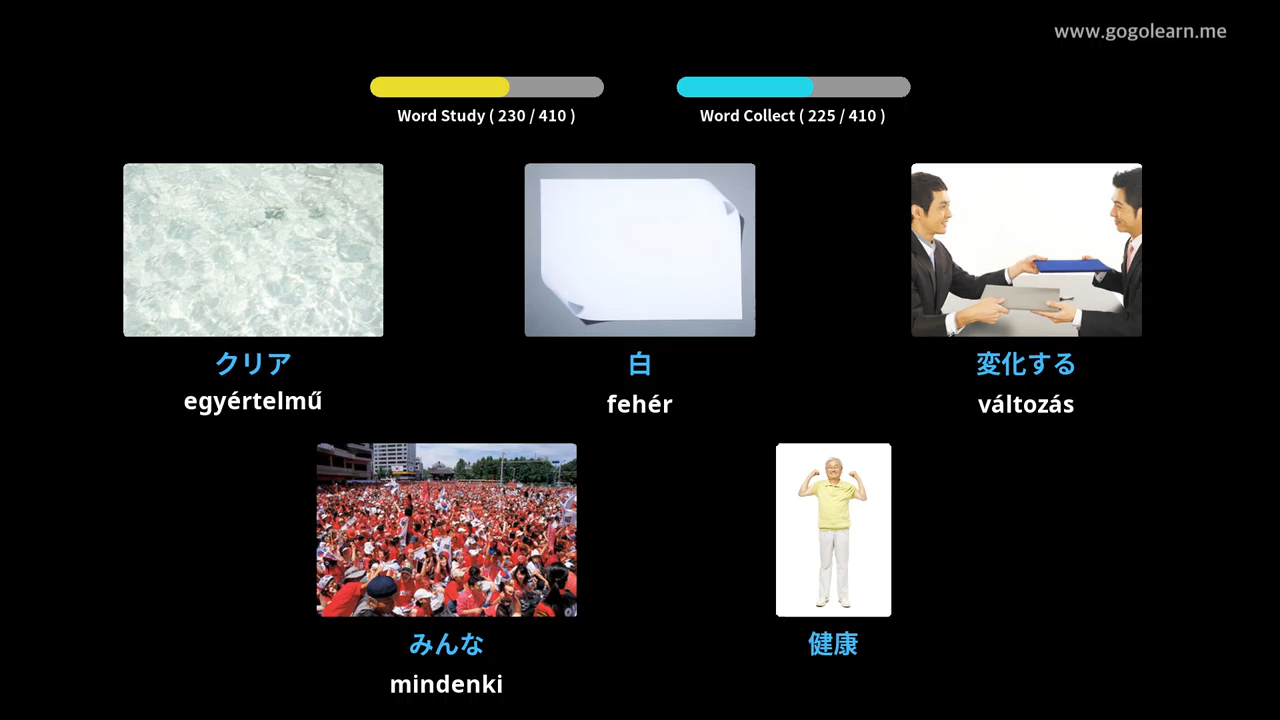 www.gogolearn.me
Word Study ( 230 / 410 )
Word Collect ( 225 / 410 )
クリア
egyértelmű
白
fehér
変化する
változás
みんな
mindenki
健康